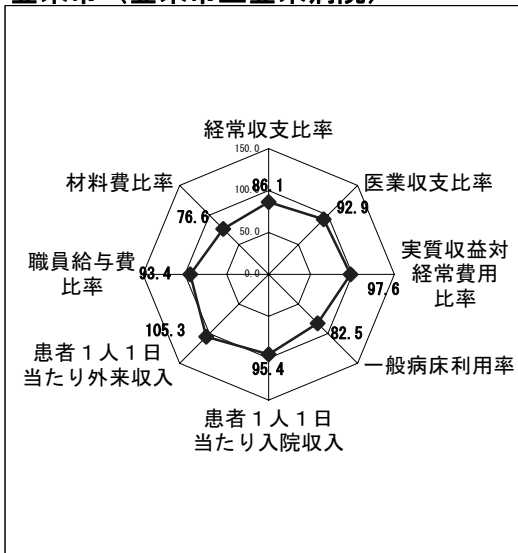 経常収支比率
150.0
材料費比率
100.0
86.1
医業収支比率
76.6
92.9
50.0
職員給与費
比率
93.4
0.0
実質収益対
経常費用
比率
97.6
105.3
82.5
患者１人１日
当たり外来収入
95.4
一般病床利用率
患者１人１日
当たり入院収入